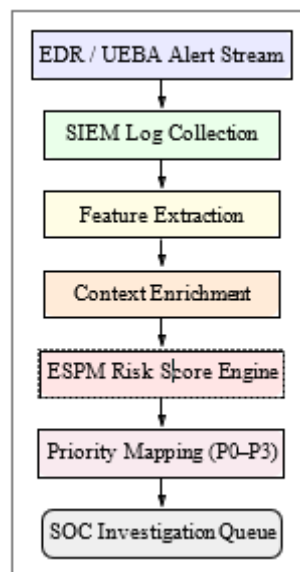 EDR / UEBA Alert Stream
SIEM Log Collection
Feature Extraction
Context Enrichment
ESPM Risk Score Engine
Priority Mapping (P0–P3)
SOC Investigation Queue